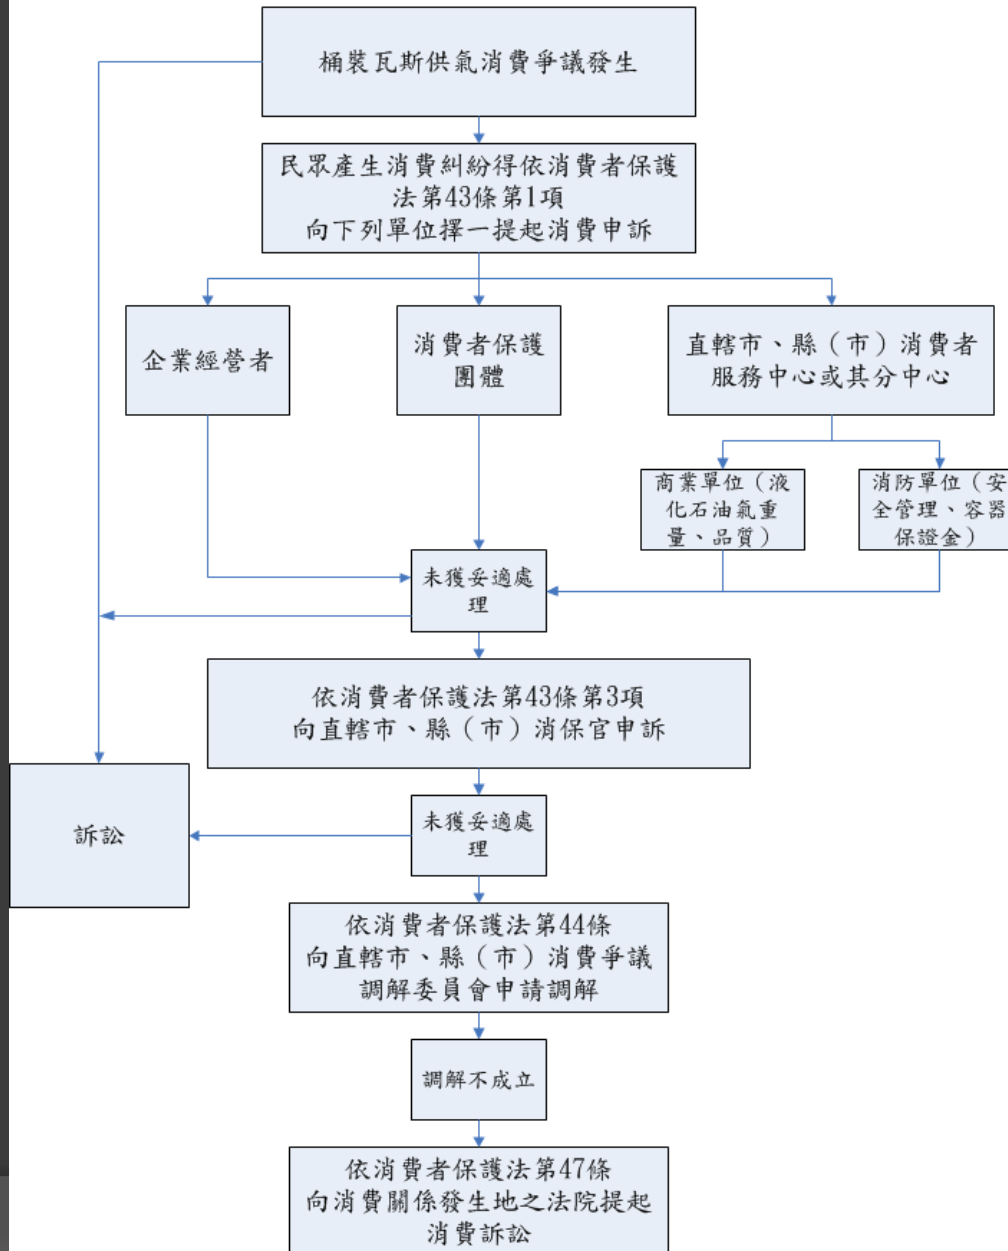 桶裝瓦斯供氣消費爭議發生
民眾產生消費糾紛得依消費者保護
法第43條第1項
向下列單位擇一提起消費申訴
企業經營者
消費者保護
團體
直轄市、縣（市）消費者
服務中心或其分中心
商業單位（液
化石油氣重
量、品質）
消防單位（安
全管理、容器
保證金）
未獲妥適處
理
依消費者保護法第43條第3項
向直轄市、縣（市）消保官申訴
訴訟
未獲妥適處
理
依消費者保護法第44條
向直轄市、縣（市）消費爭議
調解委員會申請調解
調解不成立
依消費者保護法第47條
向消費關係發生地之法院提起
消費訴訟